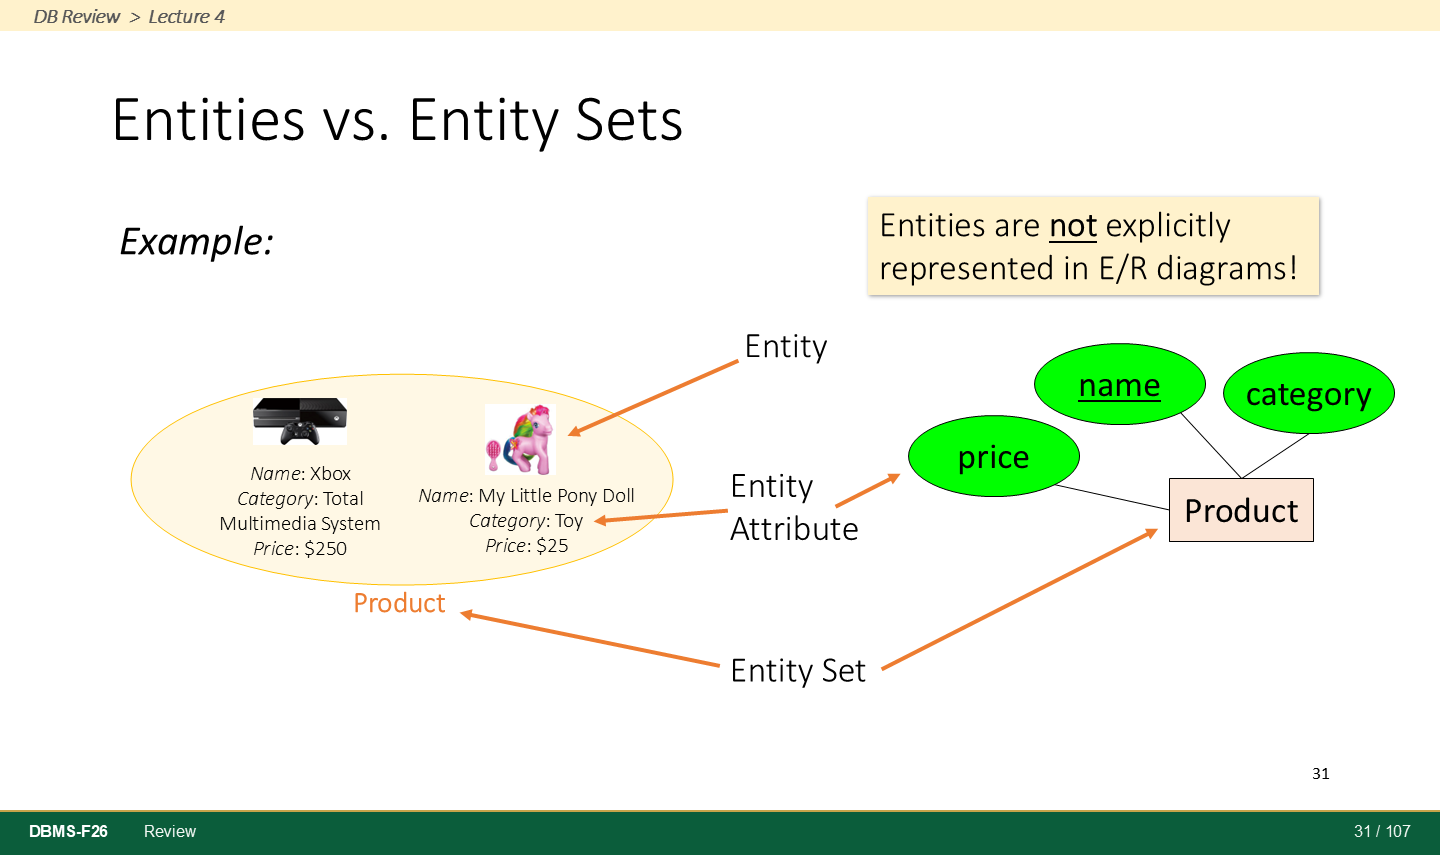 DB Review > Lecture 4
Entities vs. Entity Sets
Example:
Entities are not explicitly
represented in E/R diagrams!
Entity
name
category
price
Name: Xbox
Category: Total
Multimedia System
Price: $250
Name: My Little Pony Doll
Category: Toy
Price: $25
Entity
Attribute
Product
Product
Entity Set
31
DBMS-F26 Review 31 / 107